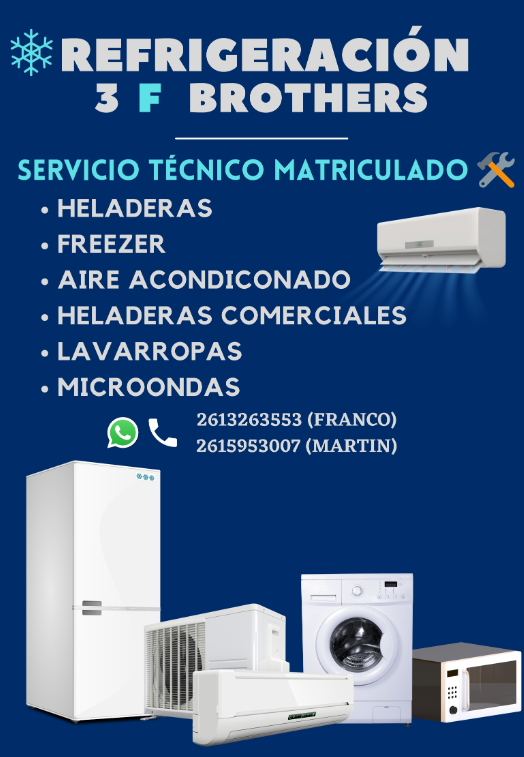 REFRIGERACIÓN
3 F BROTHERS
SERVICIO TÉCNICO MATRICULADO
• HELADERAS
• FREEZER
• AIRE ACONDICONADO
• HELADERAS COMERCIALES
• LAVARROPAS
• MICROONDAS
2613263553 (FRANCO)
2615953007 (MARTIN)